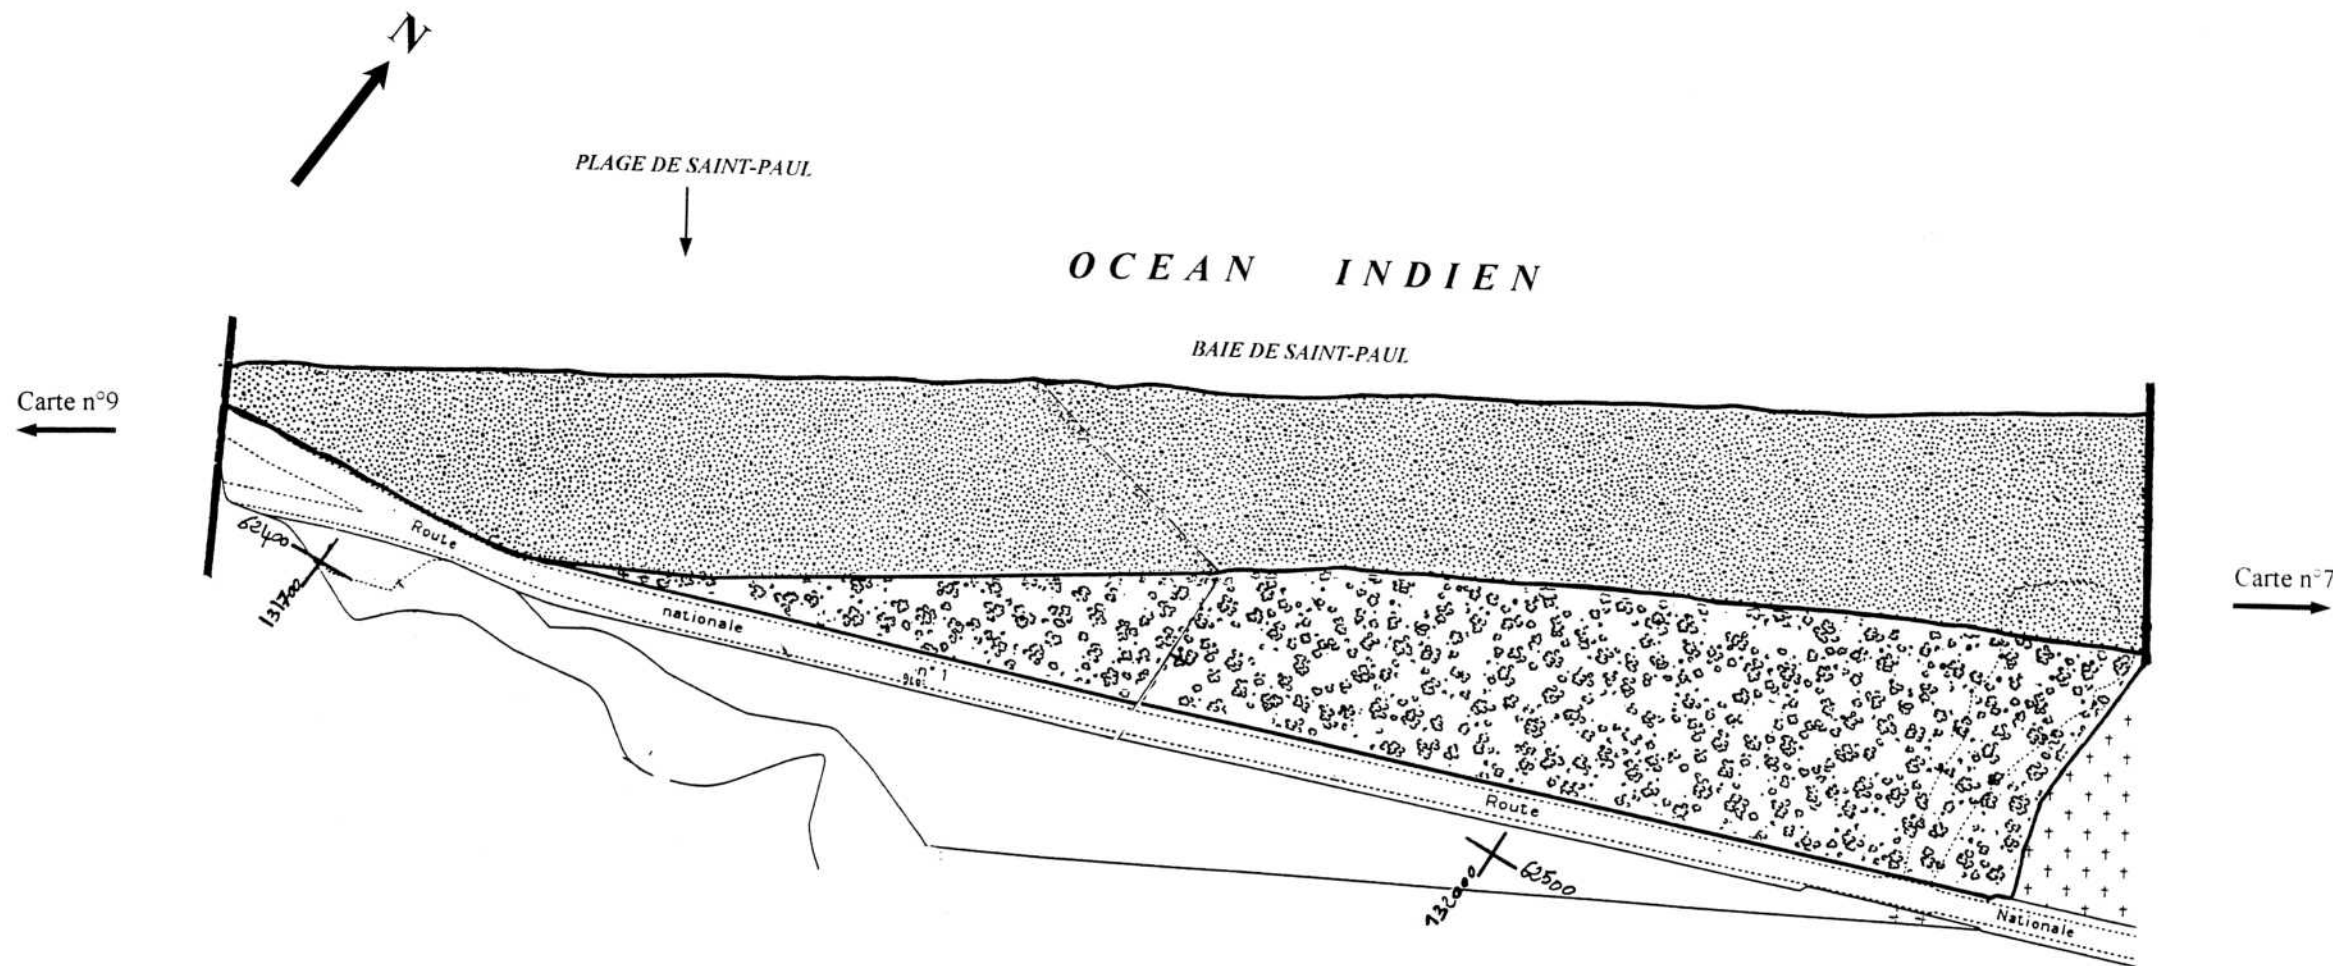 N
PLAGE DE SAINT-PAUL
OCEAN INDIEN
BAIE DE SAINT-PAUL
Carte n°9
Carte n°7
Route
62400
131700
nationale
n° 1
Route
132000
62500
Nationale